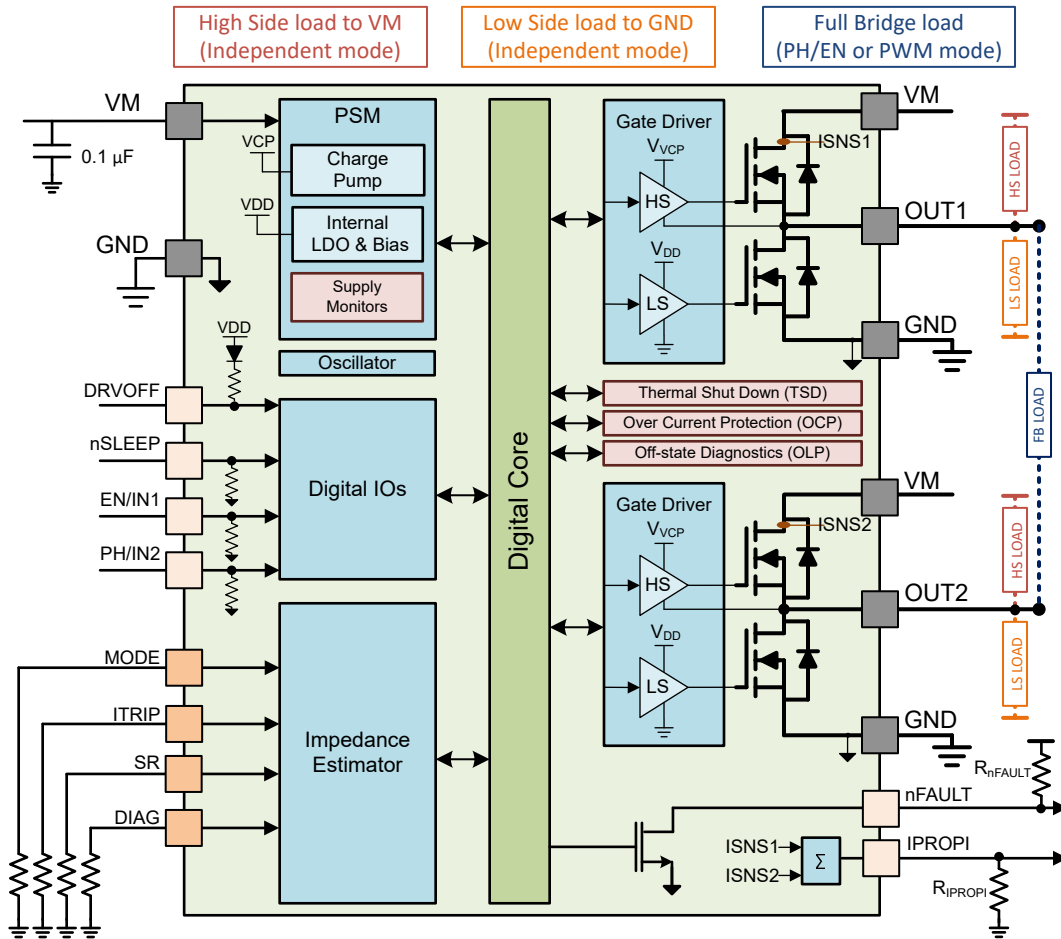 High Side load to VM
(Independent mode)
Low Side load to GND
(Independent mode)
Full Bridge load
(PH/EN or PWM mode)
VM
0.1 µF
GND
PSM
VCP
Charge
Pump
VDD
Internal
LDO & Bias
Supply
Monitors
Oscillator
VDD
DRVOFF
nSLEEP
EN/IN1
PH/IN2
Digital IOs
MODE
ITRIP
SR
DIAG
Impedance
Estimator
Digital Core
Gate Driver
VVCP
HS
VDD
LS
ISNS1
VM
OUT1
GND
HS LOAD
LS LOAD
FB LOAD
Thermal Shut Down (TSD)
Over Current Protection (OCP)
Off-state Diagnostics (OLP)
Gate Driver
VVCP
HS
VDD
LS
ISNS2
VM
OUT2
GND
HS LOAD
LS LOAD
RnFAULT
nFAULT
ISNS1
ISNS2
Σ
IPROPI
RIPROPI